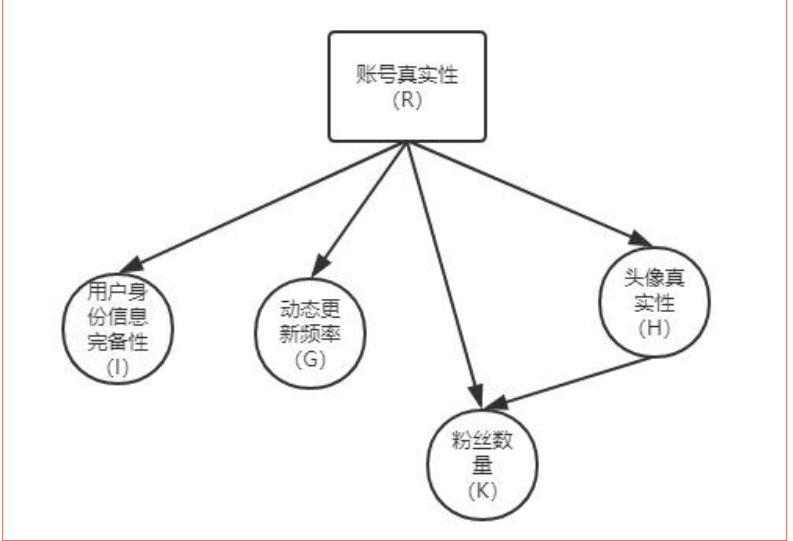 账号真实性
（R）
用户身
份信息
完备性
（I）
动态更
新频率
（G）
头像真
实性
（H）
粉丝数
量
（K）